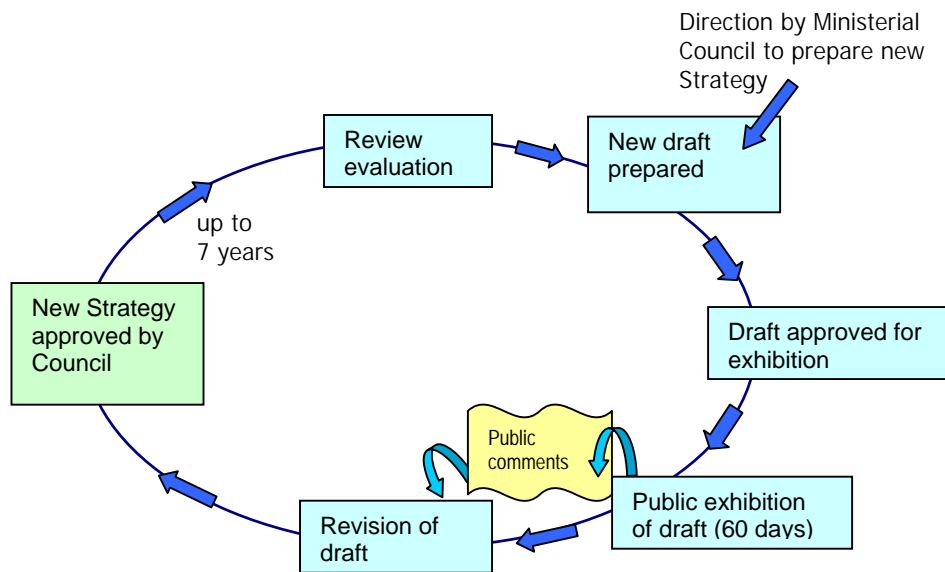 Direction by Ministerial
Council to prepare new
Strategy
Review
evaluation
New draft
prepared
up to
7 years
New Strategy
approved by
Council
Draft approved for
exhibition
Public
comments
Public exhibition
of draft (60 days)
Revision of
draft